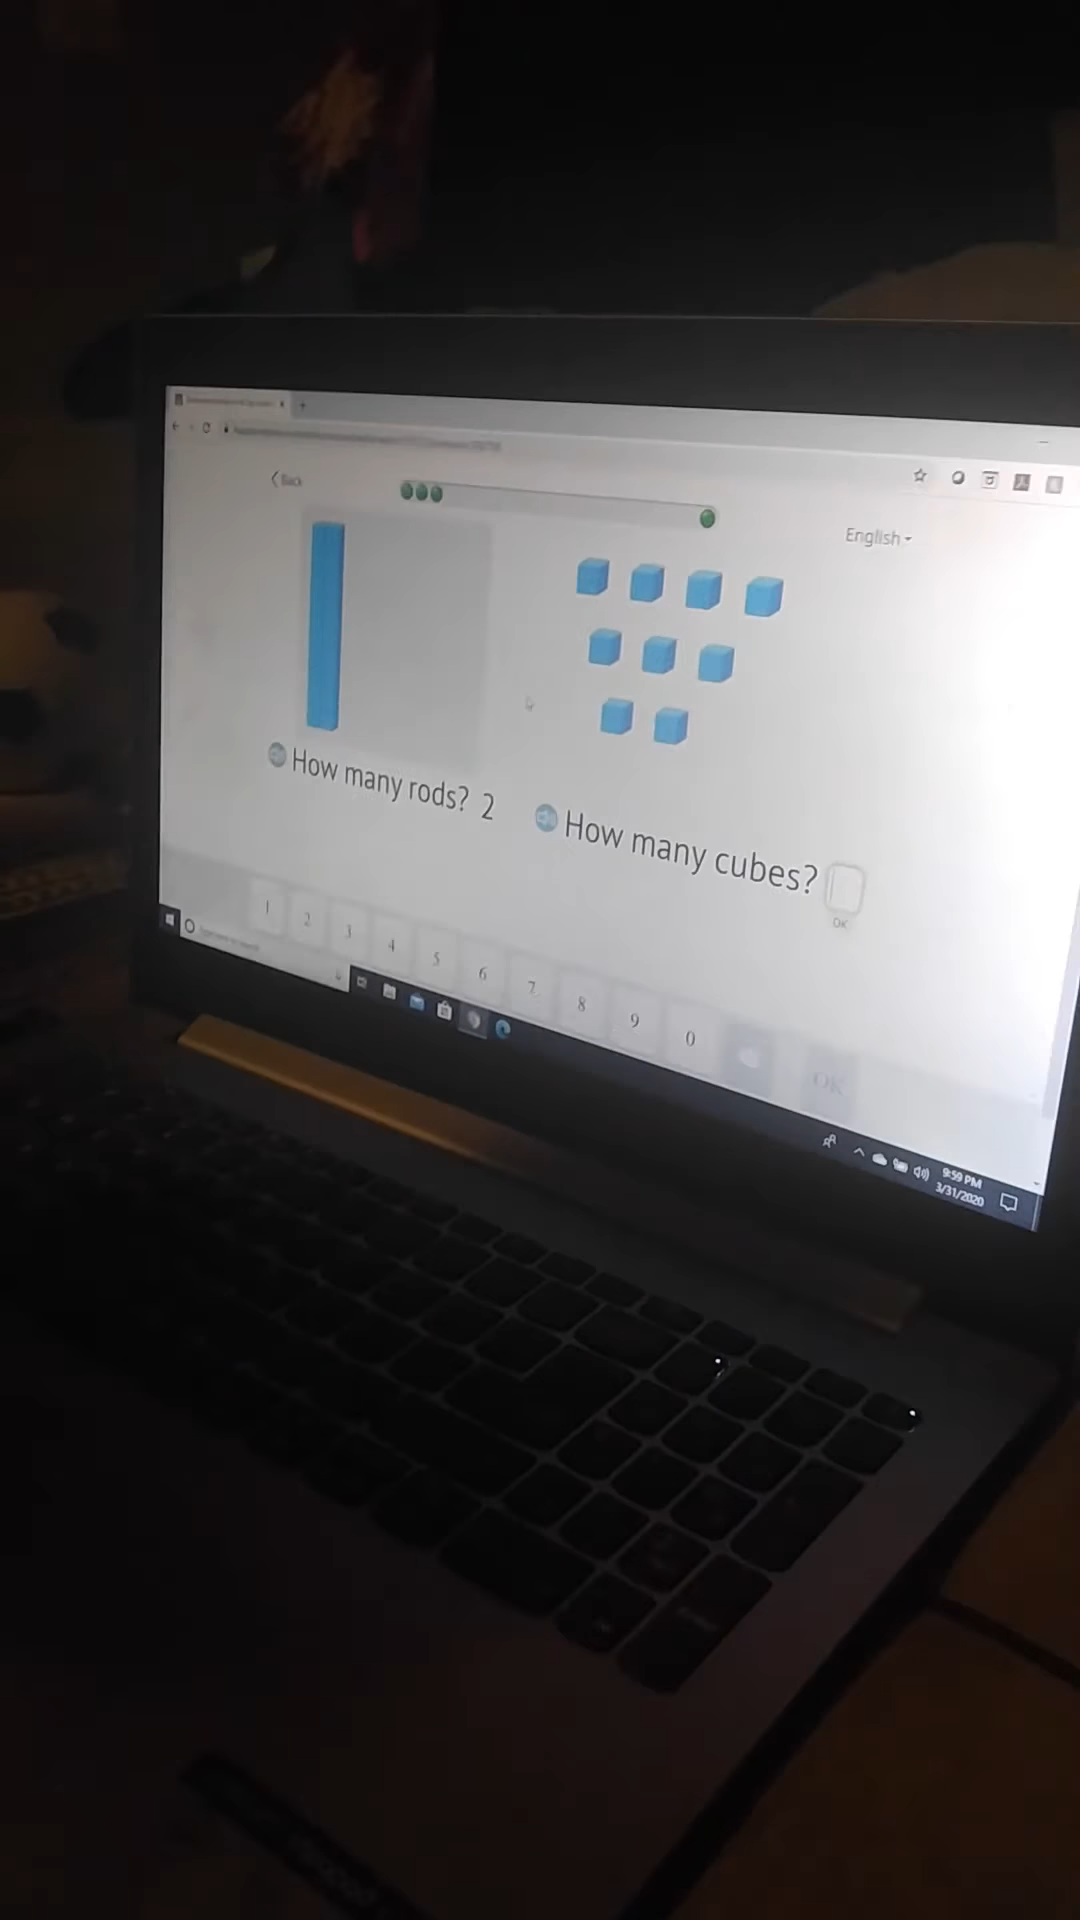 Back
English
How many rods? 2
How many cubes?
OK
1 2 3 4 5 6 7 8 9 0
OK
9:59 PM
3/31/2020